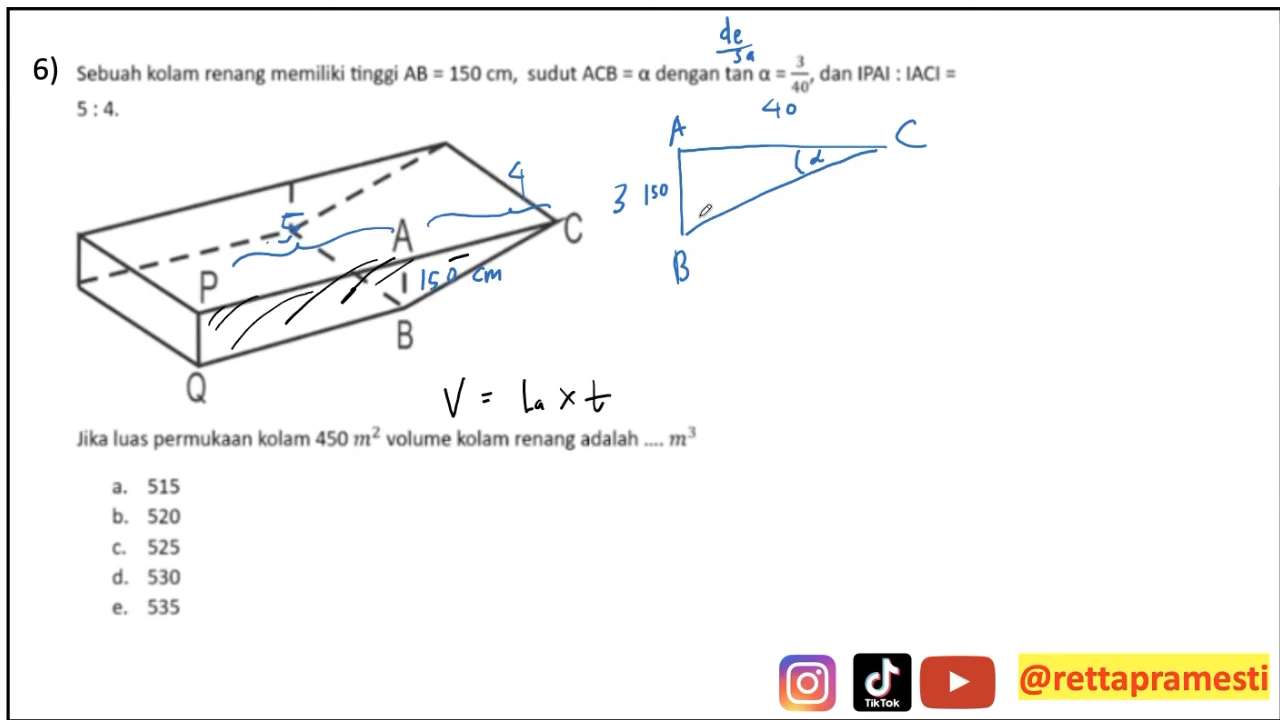 de
sa
6) Sebuah kolam renang memiliki tinggi AB = 150 cm, sudut ACB = α dengan tan α = 3/40, dan IPAI : IACI =
5 : 4.
40
A
C
α
3 150
B
4
5
A
C
P
150 cm
B
Q
V = La x t
Jika luas permukaan kolam 450 m² volume kolam renang adalah .... m³
a. 515
b. 520
c. 525
d. 530
e. 535
TikTok
@rettapramesti